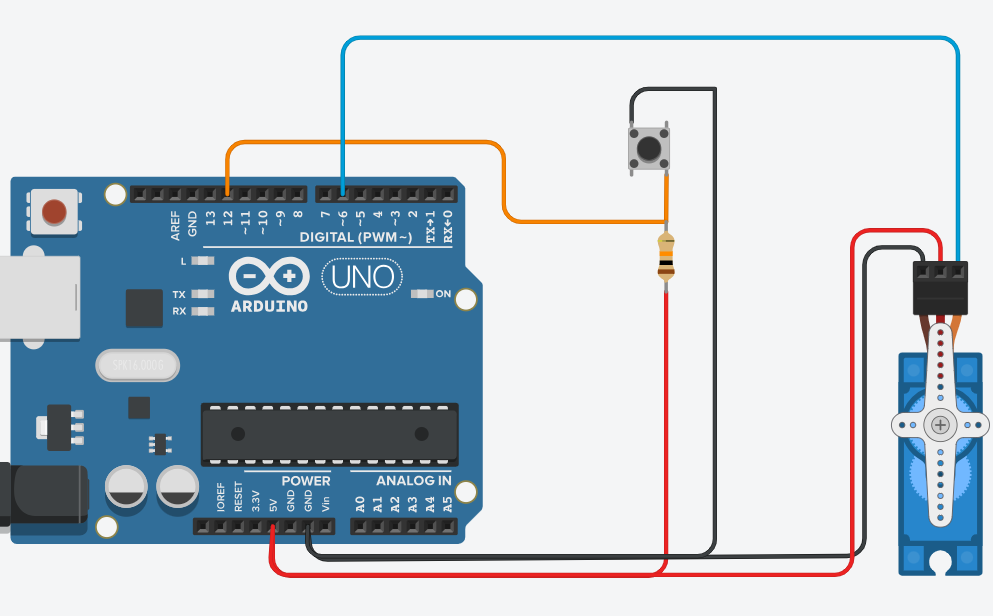 AREF
GND
13
12
~11
~10
~9
8
7
~6
~5
4
~3
2
TX→1
RX←0
DIGITAL (PWM~)
L
TX
RX
ARDUINO
UNO
ON
SPK16.000G
POWER
ANALOG IN
IOREF
RESET
3.3V
5V
GND
GND
Vin
A0
A1
A2
A3
A4
A5